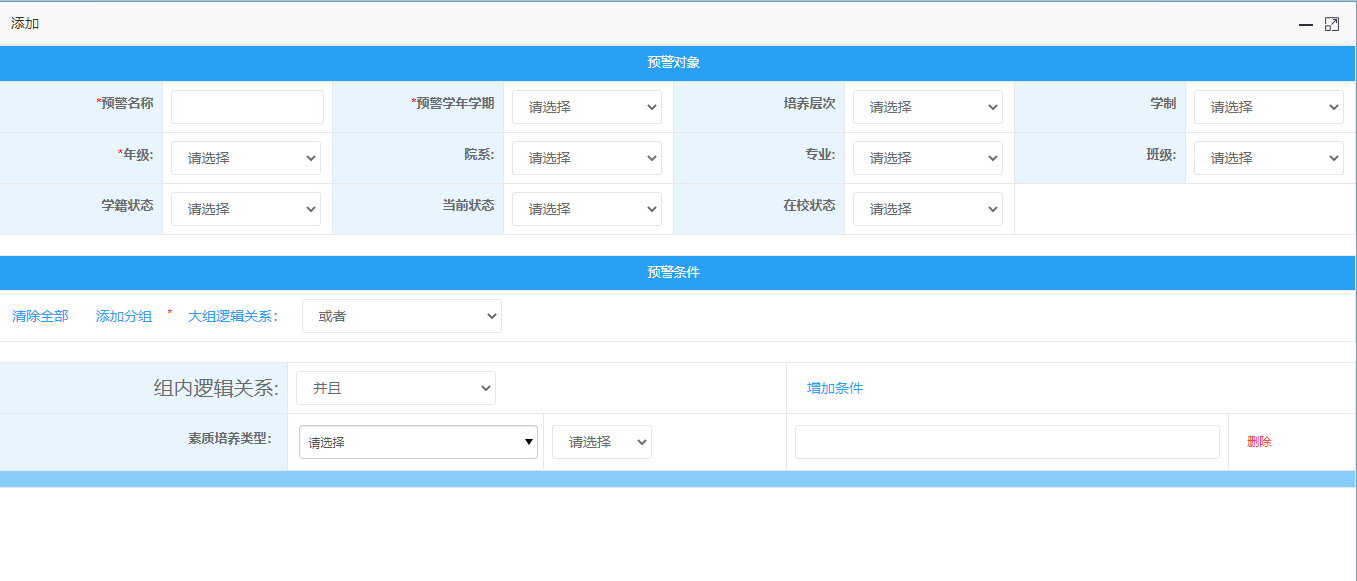 添加
预警对象
*预警名称 *预警学年学期 请选择 培养层次 请选择 学制 请选择
*年级: 请选择 院系: 请选择 专业: 请选择 班级: 请选择
学籍状态 请选择 当前状态 请选择 在校状态 请选择
预警条件
清除全部 添加分组 * 大组逻辑关系: 或者
组内逻辑关系: 并且 增加条件
素质培养类型: 请选择 请选择 删除